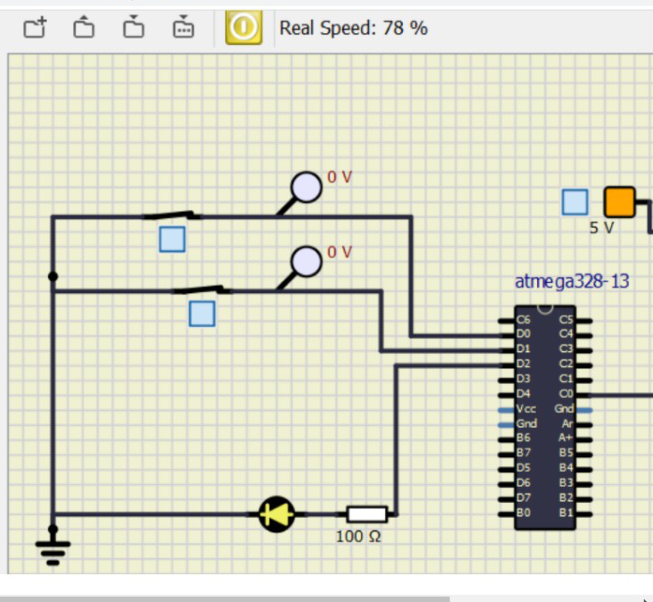 Real Speed: 78 %
0 V
5 V
0 V
atmega328-13
C6 C5
D0 C4
D1 C3
D2 C2
D3 C1
D4 C0
Vcc Gnd
Gnd Ar
B6 A+
B7 B5
D5 B4
D6 B3
D7 B2
B0 B1
100 Ω